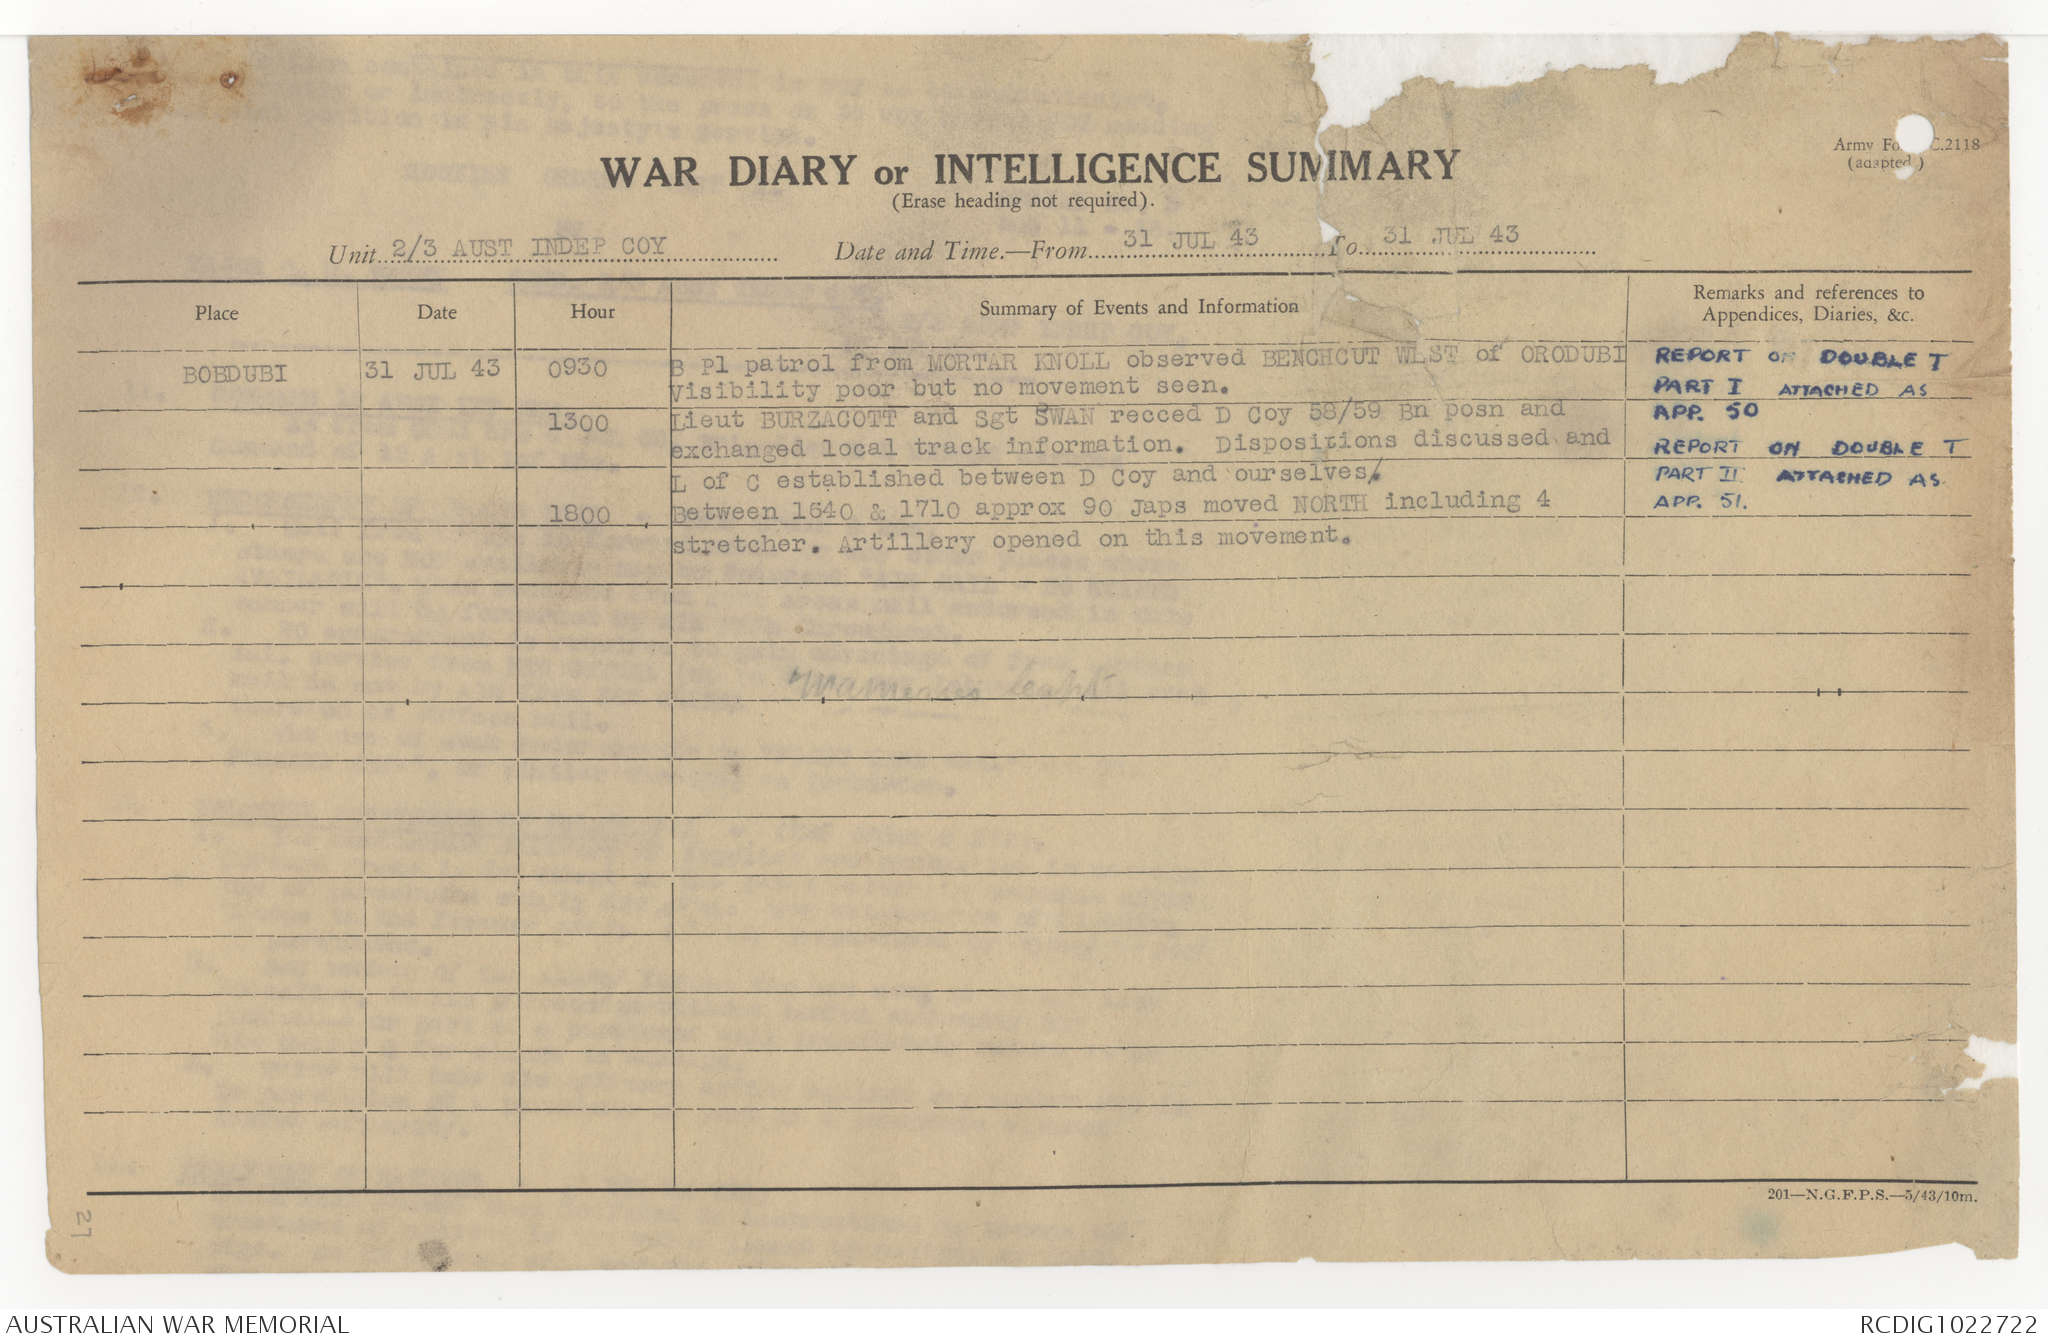 Army Fo C.2118
(adapted)
WAR DIARY or INTELLIGENCE SUMMARY
(Erase heading not required).
Unit 2/3 AUST INDEP COY Date and Time.—From 31 JUL 43 To 31 JUL 43
Place Date Hour Summary of Events and Information Remarks and references to Appendices, Diaries, &c.
BOBDUBI 31 JUL 43 0930 B Pl patrol from MORTAR KNOLL observed BENCHCUT WEST of ORODUBI
Visibility poor but no movement seen.
1300 Lieut BURZACOTT and Sgt SWAN recced D Coy 58/59 Bn posn and
exchanged local track information. Dispositions discussed and
L of C established between D Coy and ourselves.
1800 Between 1640 & 1710 approx 90 Japs moved NORTH including 4
stretcher. Artillery opened on this movement.
REPORT ON DOUBLE T
PART I ATTACHED AS
APP. 50
REPORT ON DOUBLE T
PART II ATTACHED AS
APP. 51.
201—N.G.F.P.S.—5/43/10m.
27
AUSTRALIAN WAR MEMORIAL
RCDIG1022722